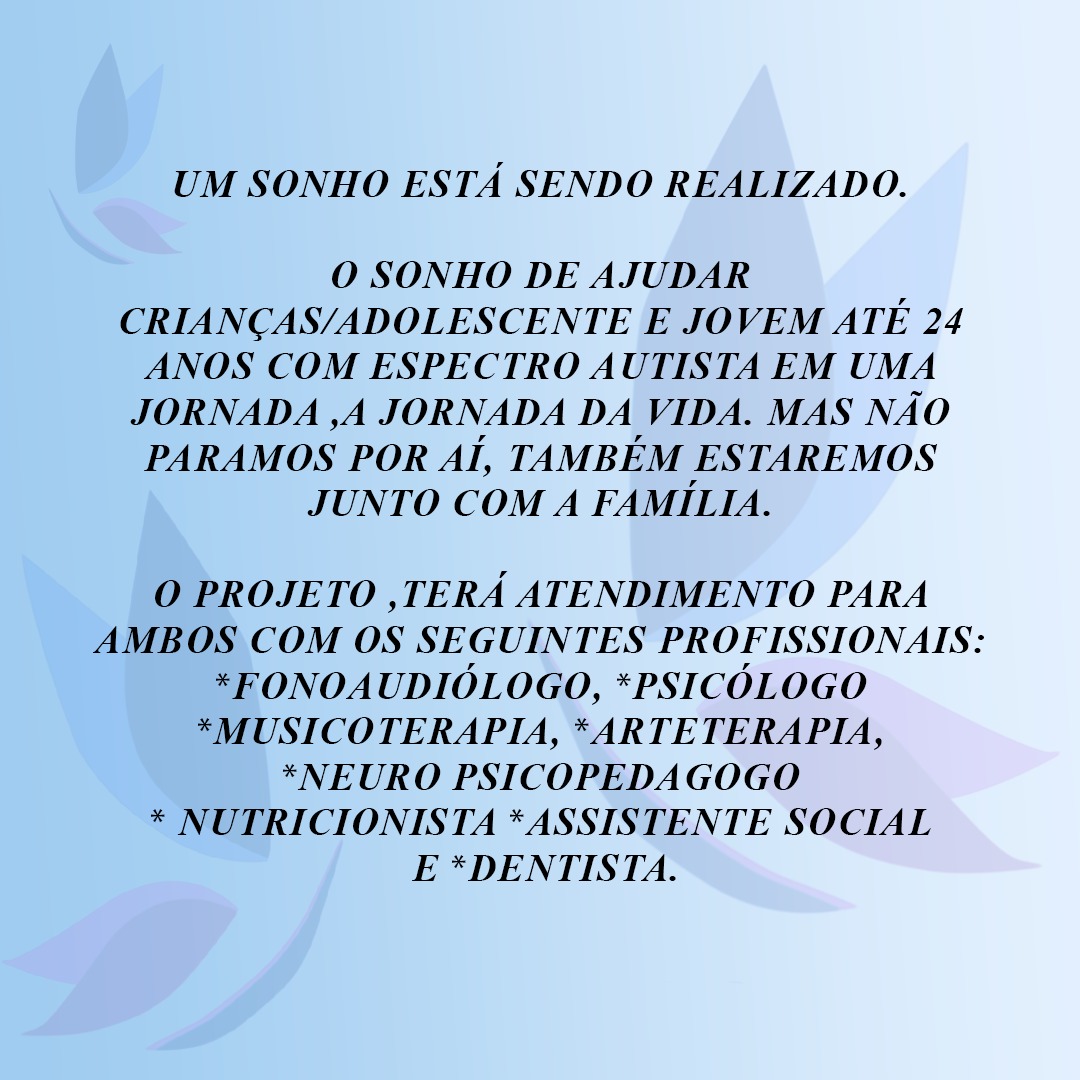 UM SONHO ESTÁ SENDO REALIZADO.
O SONHO DE AJUDAR
CRIANÇAS/ADOLESCENTE E JOVEM ATÉ 24
ANOS COM ESPECTRO AUTISTA EM UMA
JORNADA ,A JORNADA DA VIDA. MAS NÃO
PARAMOS POR AÍ, TAMBÉM ESTAREMOS
JUNTO COM A FAMÍLIA.
O PROJETO ,TERÁ ATENDIMENTO PARA
AMBOS COM OS SEGUINTES PROFISSIONAIS:
*FONOAUDIÓLOGO, *PSICÓLOGO
*MUSICOTERAPIA, *ARTETERAPIA,
*NEURO PSICOPEDAGOGO
* NUTRICIONISTA *ASSISTENTE SOCIAL
E *DENTISTA.